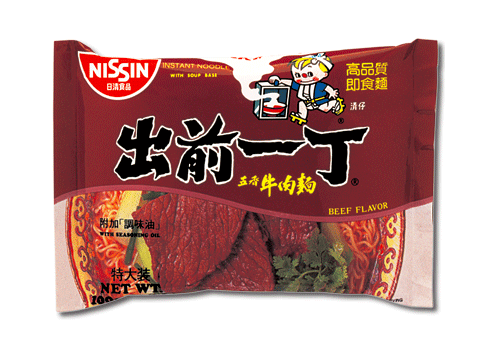 NISSIN
日清食品
INSTANT NOODLE
WITH SOUP BASE
高品質
即食麵
清仔
出前一丁®
五香牛肉麵®
BEEF FLAVOR
附加「調味油」
WITH SEASONING OIL
特大裝
NET WT.
100